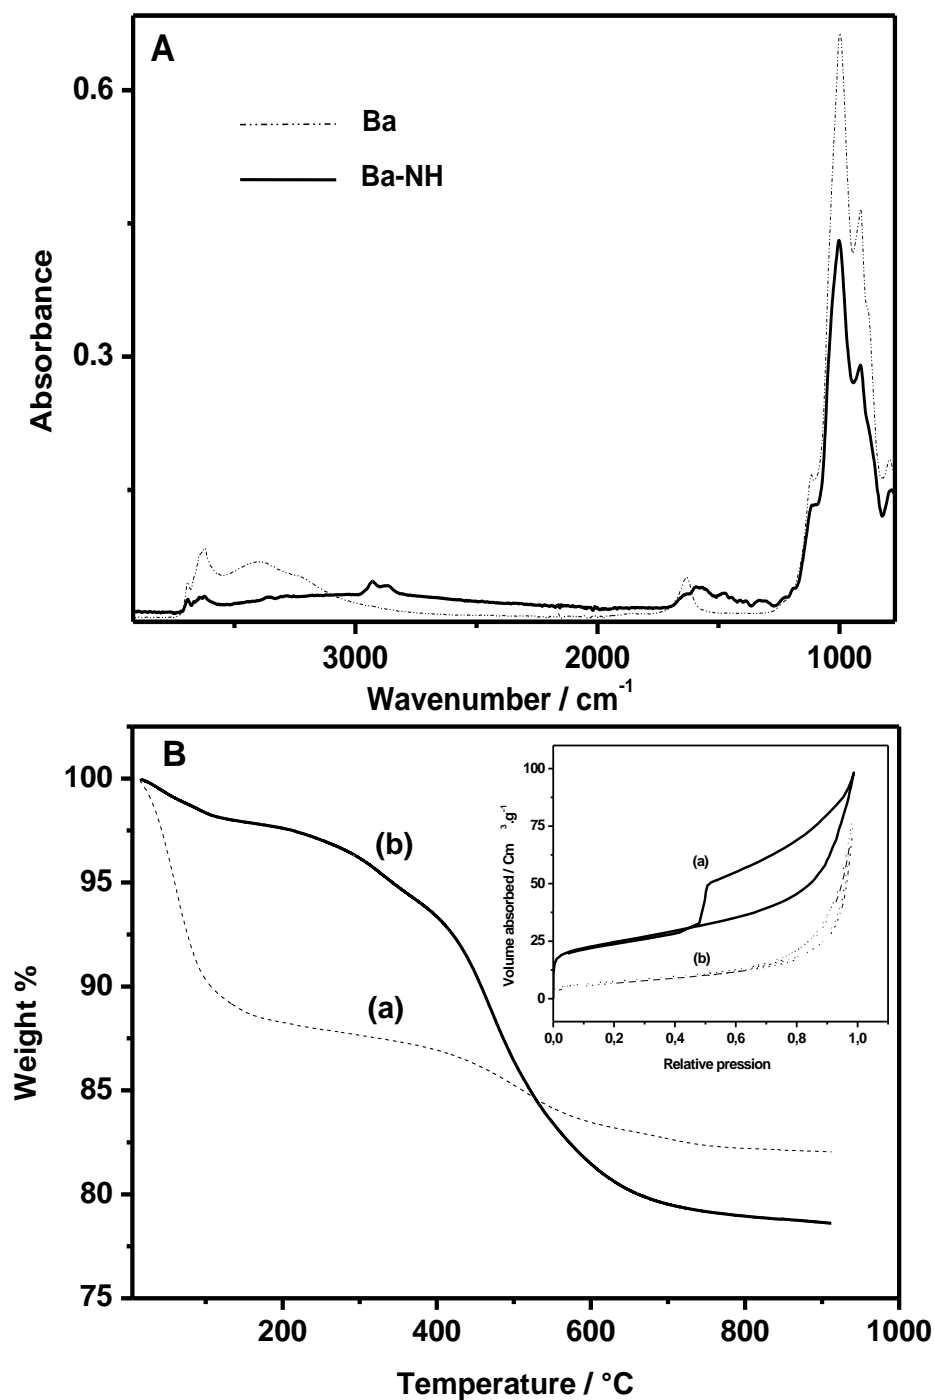 A
0.6
Ba
Ba-NH
0.3
Absorbance
3000
2000
1000
Wavenumber / cm-1
B
100
95
90
85
80
75
Weight %
(b)
(a)
100
75
50
25
0
Volume absorbed / Cm 3.g-1
(a)
(b)
0,0
0,2
0,4
0,6
0,8
1,0
Relative pression
200
400
600
800
1000
Temperature / °C